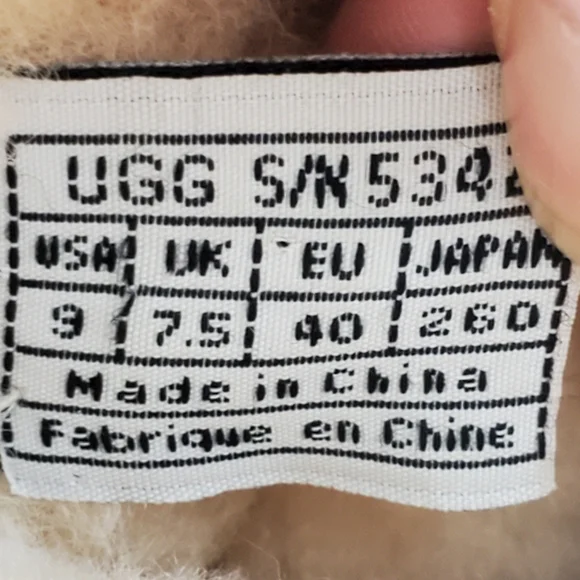 UGG S/N 534
USA UK EU JAPAN
9 7.5 40 260
Made in China
Fabrique en Chine